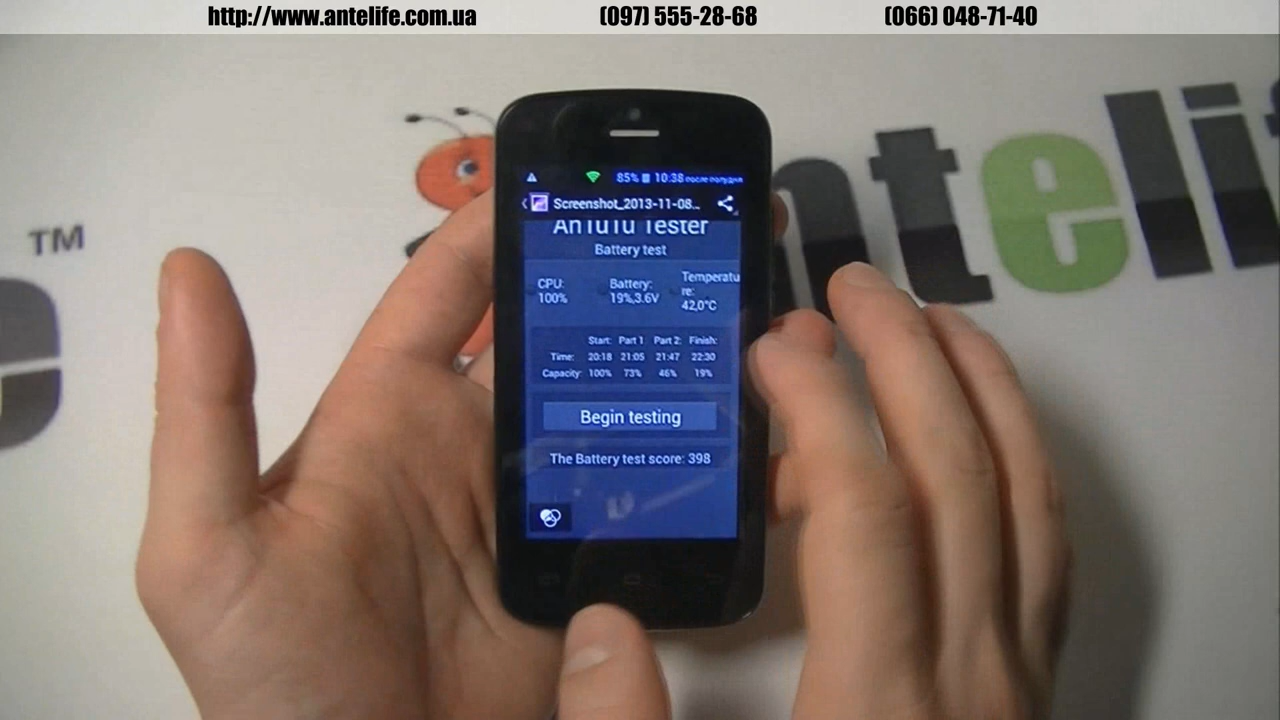 http://www.antelife.com.ua (097) 555-28-68 (066) 048-71-40
TM
antelif
e
85% 10:38 после полудня
Screenshot_2013-11-08...
AnTuTu Tester
Battery test
CPU: 100%
Battery: 19%,3.6V
Temperatu
re:
42,0°C
Start: Part 1 Part 2: Finish:
Time: 20:18 21:05 21:47 22:30
Capacity: 100% 73% 46% 19%
Begin testing
The Battery test score: 398